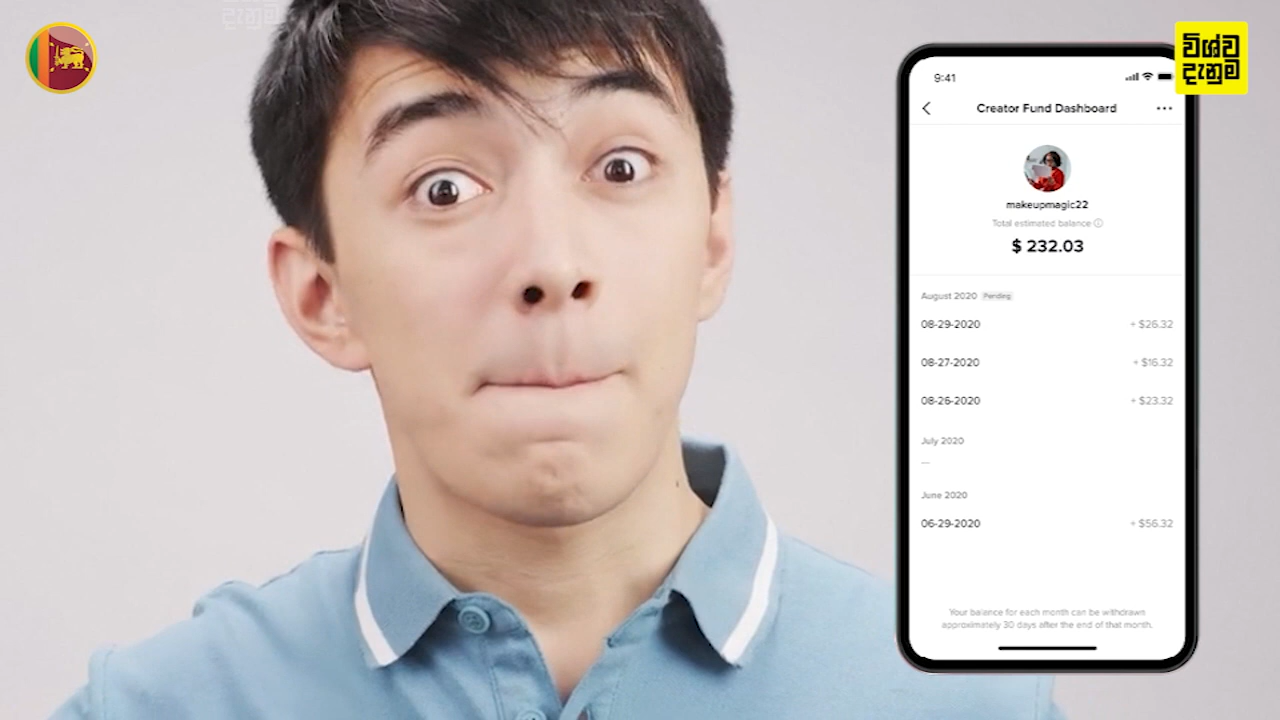 දැනුම
විශ්ව
දැනුම
9:41
Creator Fund Dashboard
makeupmagic22
Total estimated balance
$ 232.03
August 2020 Pending
08-29-2020 + $26.32
08-27-2020 + $16.32
08-26-2020 + $23.32
July 2020
—
June 2020
06-29-2020 + $56.32
Your balance for each month can be withdrawn
approximately 30 days after the end of that month.